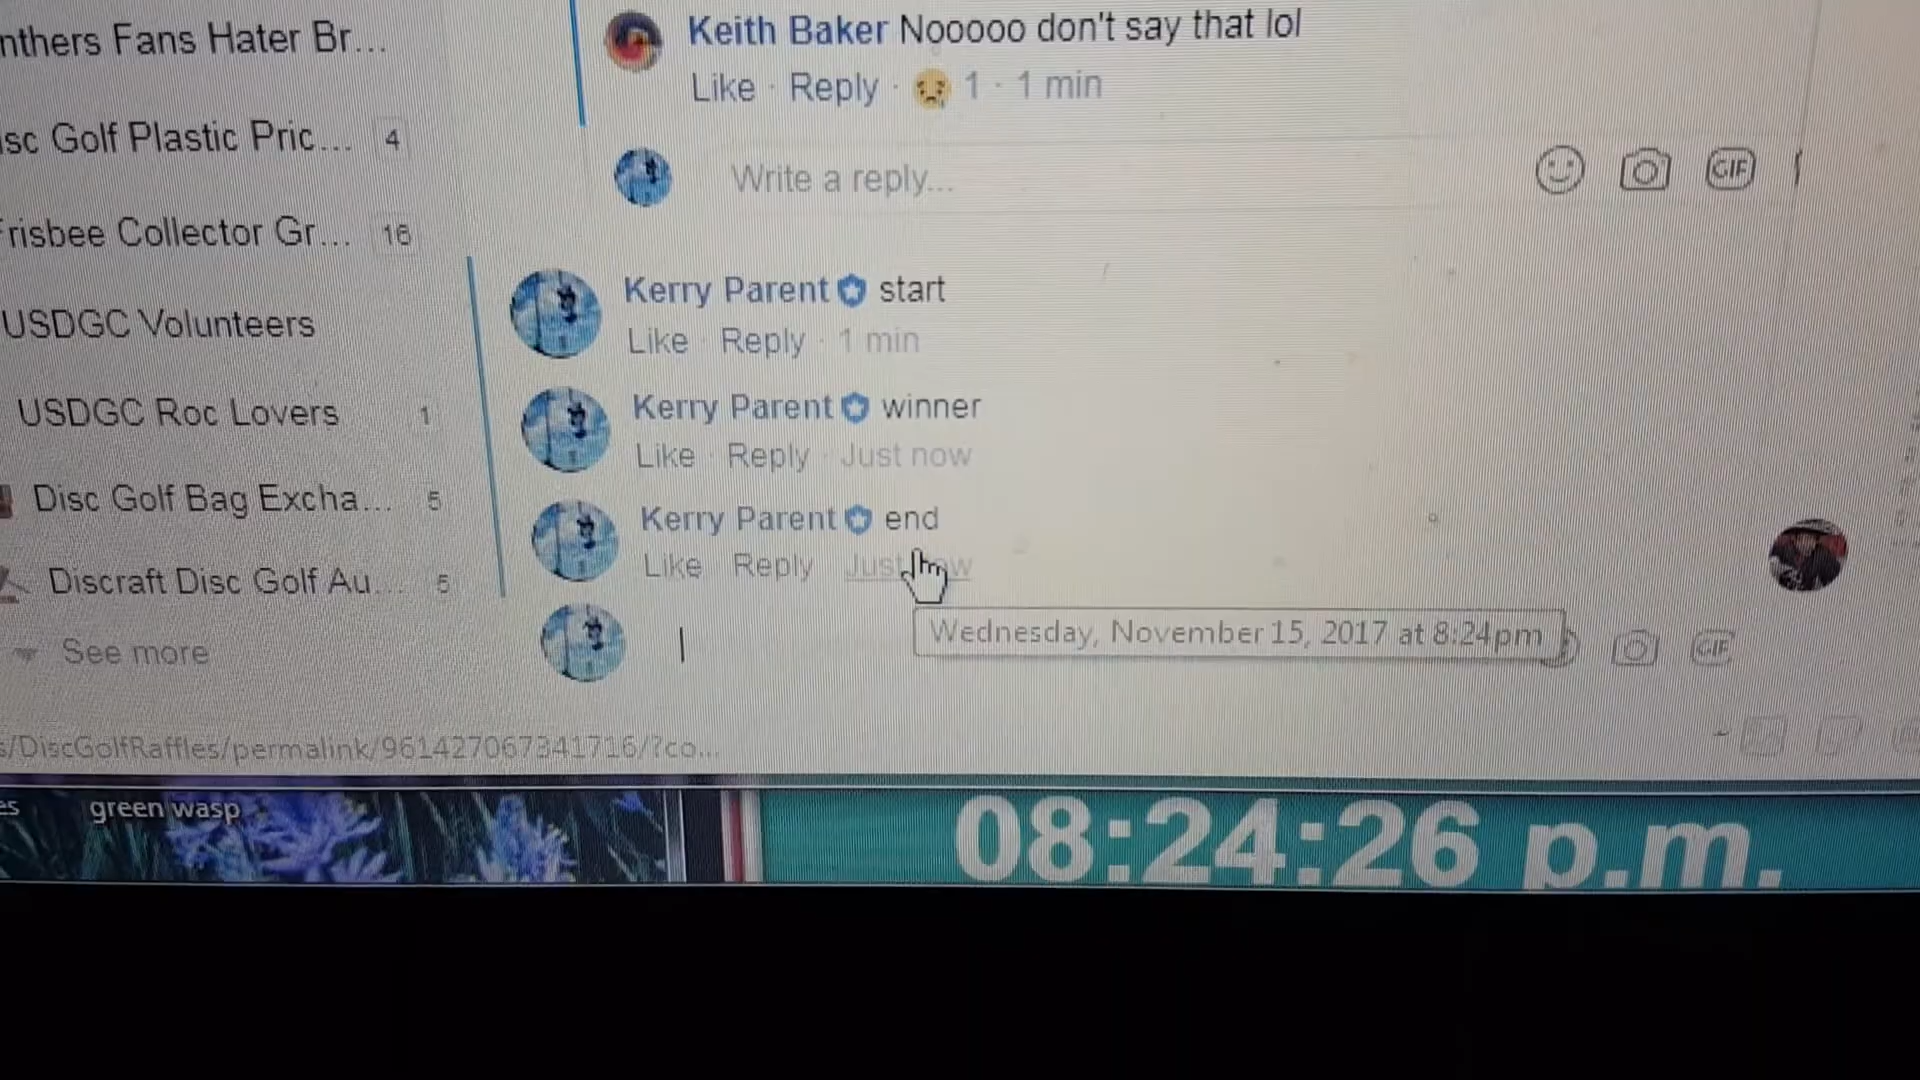 nthers Fans Hater Br...
Keith Baker Nooooo don't say that lol
Like · Reply · 1 · 1 min
isc Golf Plastic Pric... 4
Write a reply...
GIF
Frisbee Collector Gr... 16
Kerry Parent start
Like · Reply · 1 min
USDGC Volunteers
Kerry Parent winner
Like · Reply · Just now
USDGC Roc Lovers 1
Kerry Parent end
Like Reply Just now
Disc Golf Bag Excha... 5
Discraft Disc Golf Au... 5
Wednesday, November 15, 2017 at 8:24pm
GIF
See more
s/DiscGolfRaffles/permalink/961427067341716/?co...
es green wasp
08:24:26 p.m.